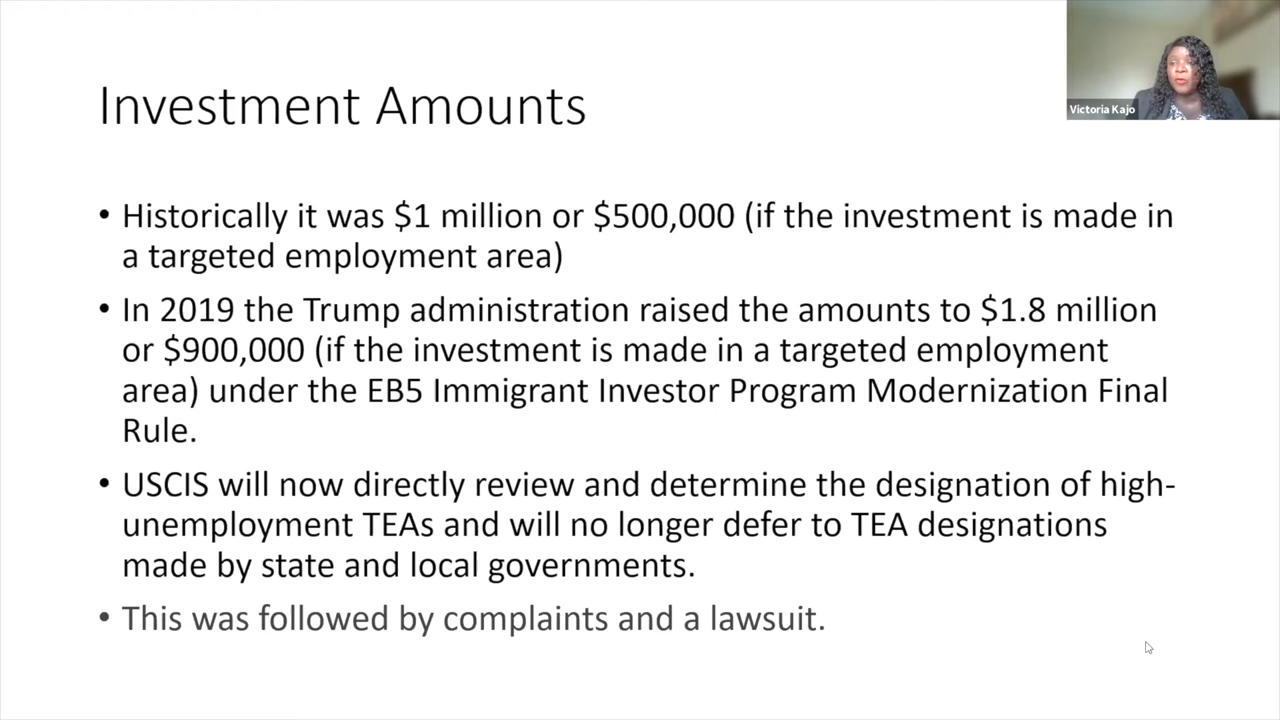 Investment Amounts
Victoria Kajo
• Historically it was $1 million or $500,000 (if the investment is made in
a targeted employment area)
• In 2019 the Trump administration raised the amounts to $1.8 million
or $900,000 (if the investment is made in a targeted employment
area) under the EB5 Immigrant Investor Program Modernization Final
Rule.
• USCIS will now directly review and determine the designation of high-
unemployment TEAs and will no longer defer to TEA designations
made by state and local governments.
• This was followed by complaints and a lawsuit.